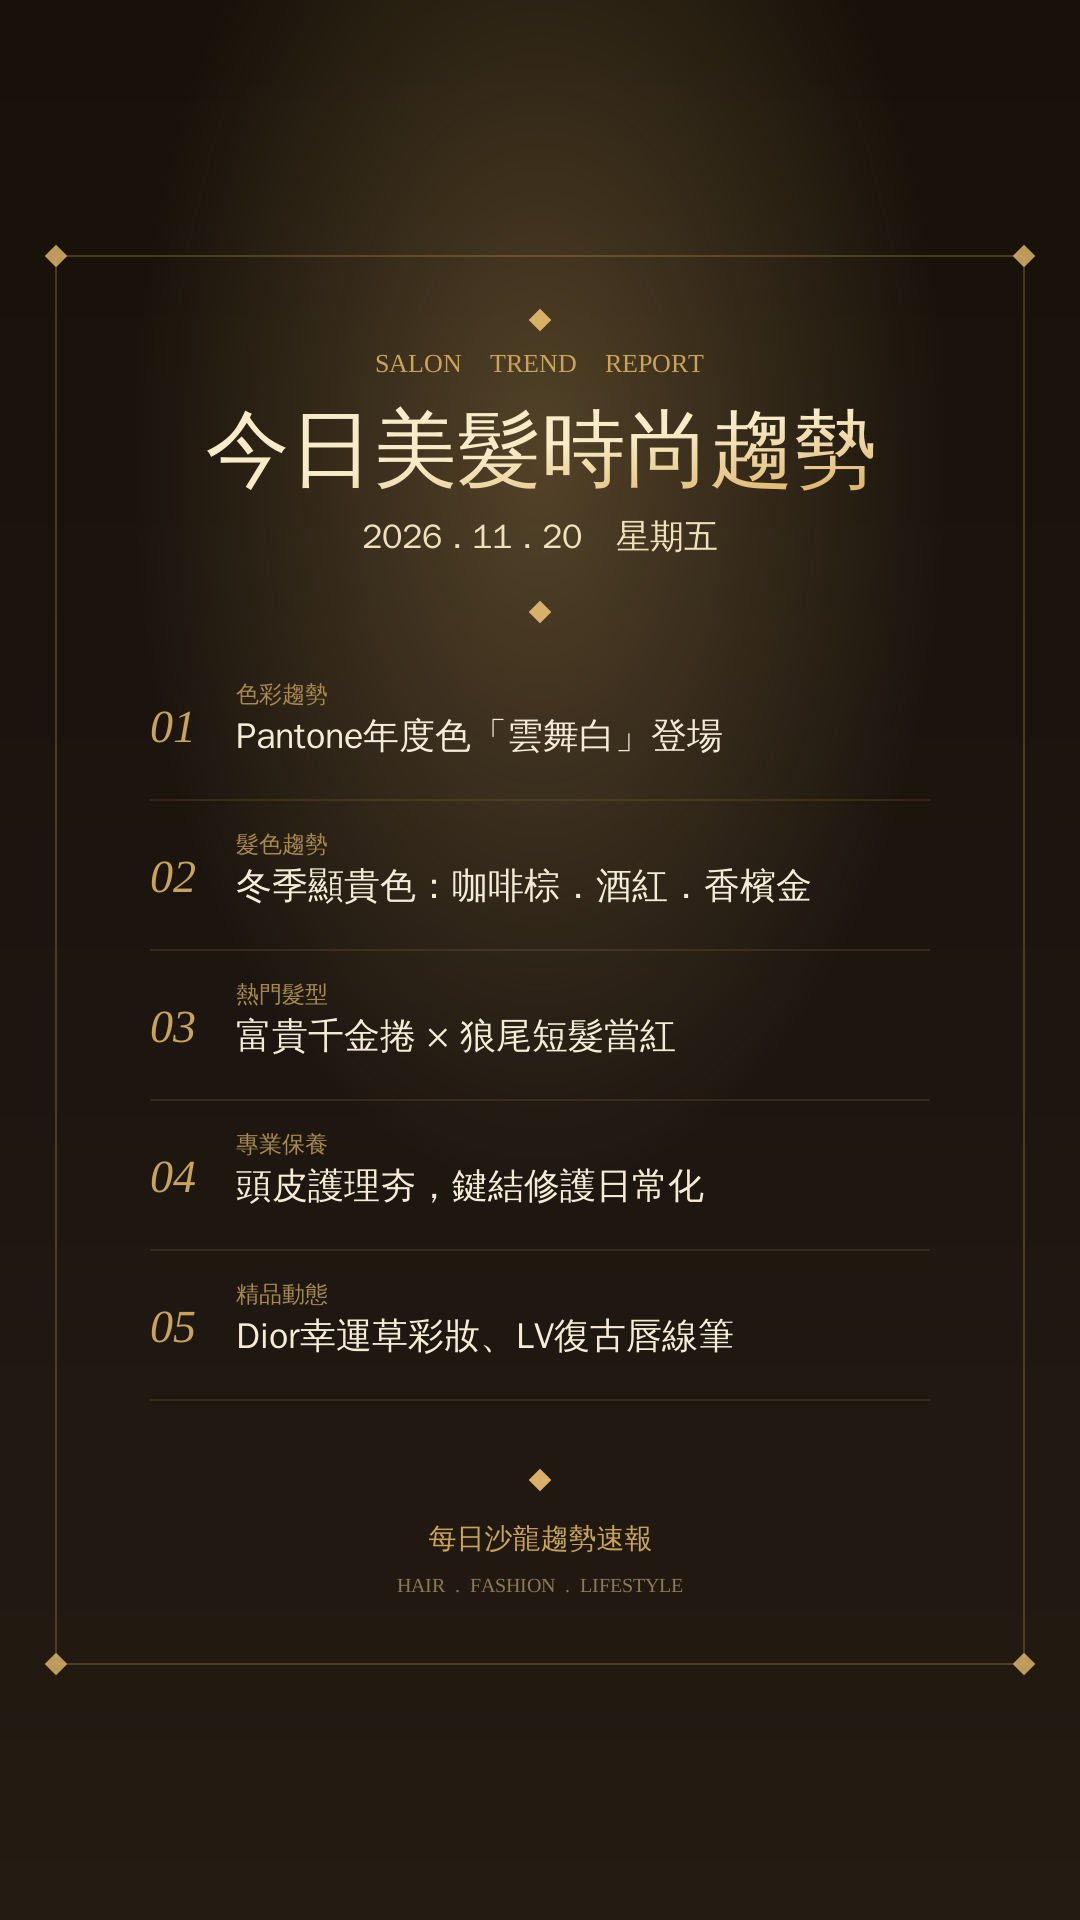 SALON TREND REPORT
今日美髮時尚趨勢
2026 . 11 . 20 星期五
色彩趨勢
01 Pantone年度色「雲舞白」登場
髮色趨勢
02 冬季顯貴色：咖啡棕．酒紅．香檳金
熱門髮型
03 富貴千金捲 × 狼尾短髮當紅
專業保養
04 頭皮護理夯，鍵結修護日常化
精品動態
05 Dior幸運草彩妝、LV復古唇線筆
每日沙龍趨勢速報
HAIR . FASHION . LIFESTYLE